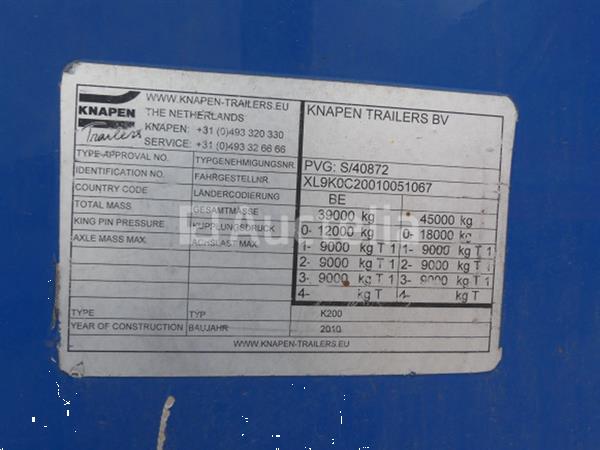 KNAPEN
Trailers
WWW.KNAPEN-TRAILERS.EU
THE NETHERLANDS
KNAPEN: +31 (0)493 320 330
SERVICE: +31 (0)493 32 66 66
KNAPEN TRAILERS BV
TYPE APPROVAL NO. TYPGENEHMIGUNGSNR. PVG: S/40872
IDENTIFICATION NO. FAHRGESTELLNR. XL9K0C20010051067
COUNTRY CODE LÄNDERCODIERUNG BE
TOTAL MASS GESAMTMASSE 39000 kg 45000 kg
KING PIN PRESSURE KUPPLUNGSDRUCK 0- 12000 kg 0- 18000 kg
AXLE MASS MAX. ACHSLAST MAX. 1- 9000 kg T 1 1- 9000 kg T 1
2- 9000 kg T 1 2- 9000 kg T 1
3- 9000 kg T 1 3- 9000 kg T 1
4- kg T 4- kg T
TYPE TYP K200
YEAR OF CONSTRUCTION BAUJAHR 2010
WWW.KNAPEN-TRAILERS.EU